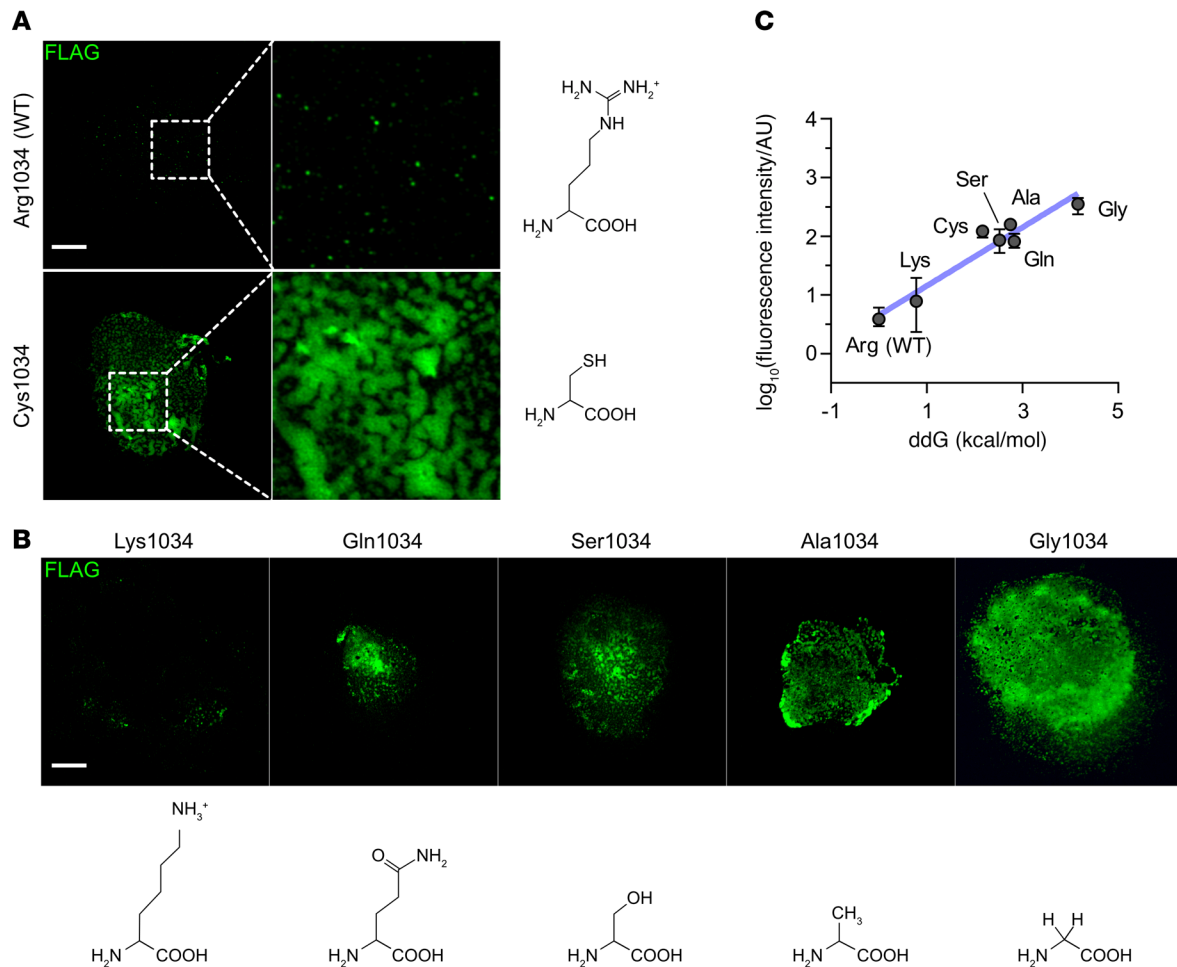 A
FLAG
Arg1034 (WT)
H₂N NH₂⁺
NH
H₂N COOH
Cys1034
SH
H₂N COOH
C
log₁₀(fluorescence intensity/AU)
4
3
2
1
0
-1 1 3 5
ddG (kcal/mol)
Ser
Ala
Gly
Cys
Gln
Lys
Arg (WT)
B
Lys1034 Gln1034 Ser1034 Ala1034 Gly1034
FLAG
NH₃⁺
O NH₂
OH
CH₃
H H
H₂N COOH H₂N COOH H₂N COOH H₂N COOH H₂N COOH